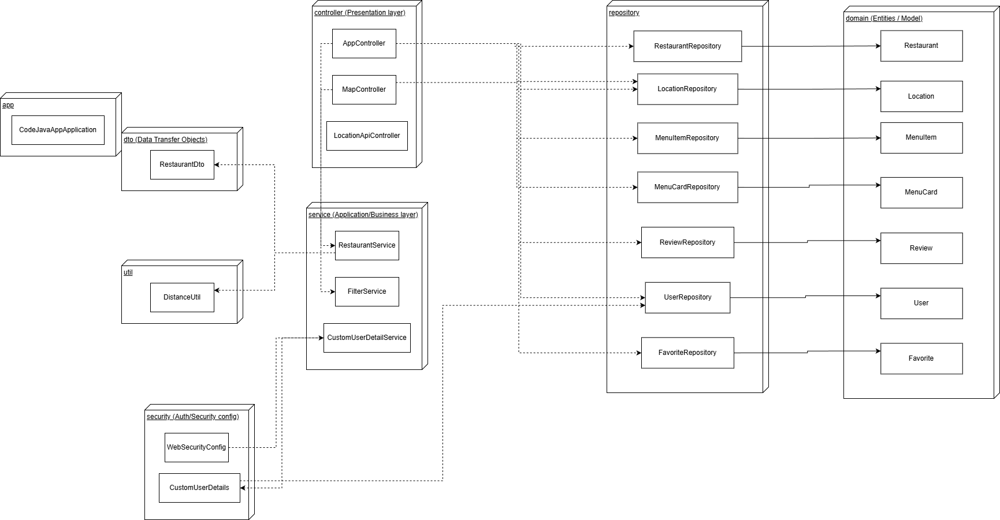 app
CodeJavaAppApplication
dto (Data Transfer Objects)
RestaurantDto
util
DistanceUtil
security (Auth/Security config)
WebSecurityConfig
CustomUserDetails
controller (Presentation layer)
AppController
MapController
LocationApiController
service (Application/Business layer)
RestaurantService
FilterService
CustomUserDetailService
repository
RestaurantRepository
LocationRepository
MenuItemRepository
MenuCardRepository
ReviewRepository
UserRepository
FavoriteRepository
domain (Entities / Model)
Restaurant
Location
MenuItem
MenuCard
Review
User
Favorite